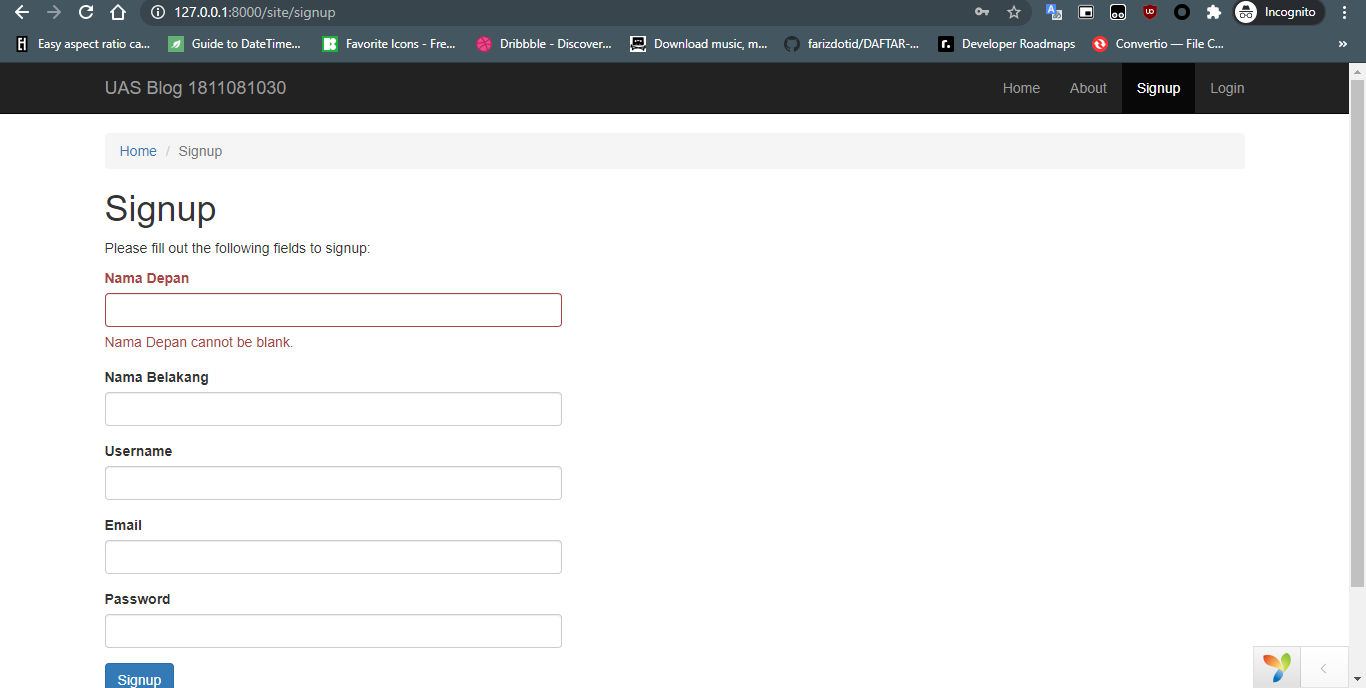 127.0.0.1:8000/site/signup Incognito
Easy aspect ratio ca... Guide to DateTime... Favorite Icons - Fre... Dribbble - Discover... Download music, m... farizdotid/DAFTAR-... Developer Roadmaps Convertio — File C... »
UAS Blog 1811081030 Home About Signup Login
Home / Signup
Signup
Please fill out the following fields to signup:
Nama Depan
Nama Depan cannot be blank.
Nama Belakang
Username
Email
Password
Signup